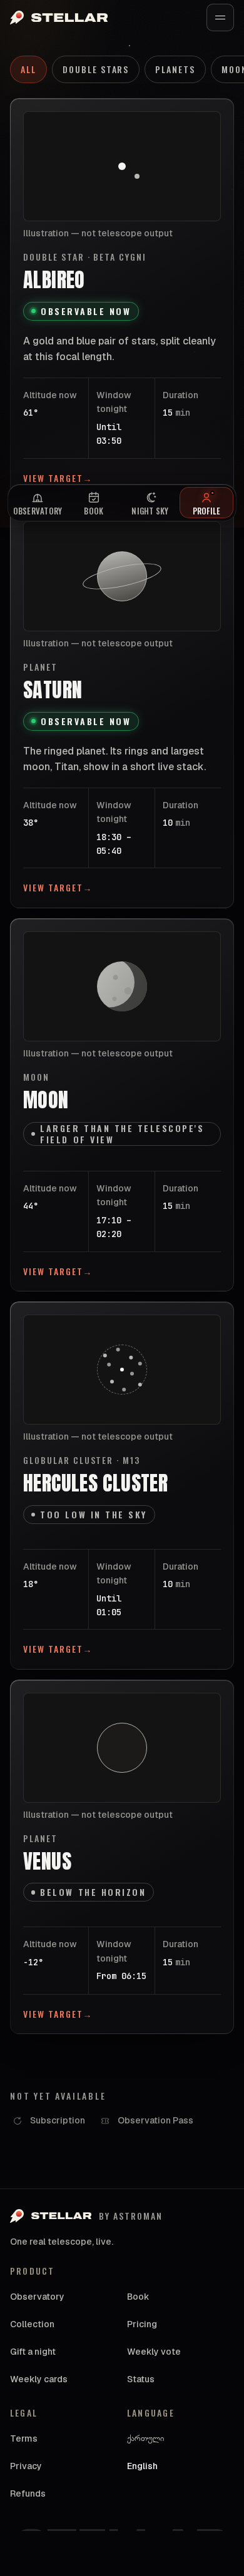 STELLAR
ALL
DOUBLE STARS
PLANETS
MOON
Illustration — not telescope output
DOUBLE STAR · BETA CYGNI
ALBIREO
OBSERVABLE NOW
A gold and blue pair of stars, split cleanly
at this focal length.
Altitude now
61°
Window
tonight
Until
03:50
Duration
15 min
VIEW TARGET→
OBSERVATORY
BOOK
NIGHT SKY
PROFILE
Illustration — not telescope output
PLANET
SATURN
OBSERVABLE NOW
The ringed planet. Its rings and largest
moon, Titan, show in a short live stack.
Altitude now
38°
Window
tonight
18:30 –
05:40
Duration
10 min
VIEW TARGET→
Illustration — not telescope output
MOON
MOON
LARGER THAN THE TELESCOPE'S
FIELD OF VIEW
Altitude now
44°
Window
tonight
17:10 –
02:20
Duration
15 min
VIEW TARGET→
Illustration — not telescope output
GLOBULAR CLUSTER · M13
HERCULES CLUSTER
TOO LOW IN THE SKY
Altitude now
18°
Window
tonight
Until
01:05
Duration
10 min
VIEW TARGET→
Illustration — not telescope output
PLANET
VENUS
BELOW THE HORIZON
Altitude now
-12°
Window
tonight
From 06:15
Duration
15 min
VIEW TARGET→
NOT YET AVAILABLE
Subscription
Observation Pass
STELLAR BY ASTROMAN
One real telescope, live.
PRODUCT
Observatory
Book
Collection
Pricing
Gift a night
Weekly vote
Weekly cards
Status
LEGAL
LANGUAGE
Terms
ქართული
Privacy
English
Refunds